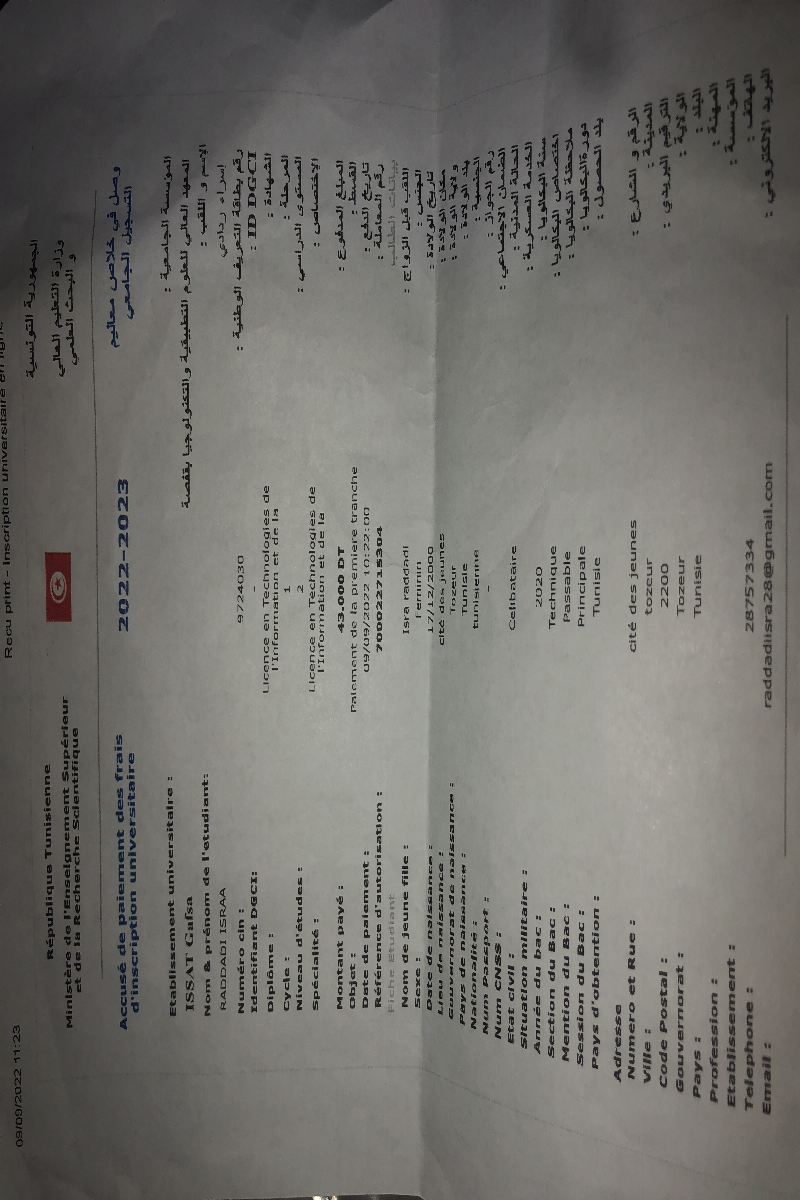 09/09/2022 11:23
Recu print - Inscription universitaire en ligne
République Tunisienne
Ministère de l'Enseignement Supérieur
et de la Recherche Scientifique
الجمهورية التونسية
وزارة التعليم العالي
و البحث العلمي
Accusé de paiement des frais
d'inscription universitaire
2022-2023
وصل في خلاص معاليم
التسجيل الجامعي
Etablissement universitaire : المؤسسة الجامعية :
ISSAT Gafsa المعهد العالي للعلوم التطبيقية والتكنولوجيا بقفصة
Nom & prénom de l'etudiant: الإسم و اللقب :
RADDADI ISRAA إسراء ردادي
Numéro cin : 9724030 رقم بطاقة التعريف الوطنية :
Identifiant DGCI: - ID DGCI :
Diplôme : Licence en Technologies de
l'Information et de la الشهادة :
Cycle : 1 المرحلة :
Niveau d'études : 2 المستوى الدراسي :
Spécialité : Licence en Technologies de
l'Information et de la الإختصاص :
Montant payé : 43.000 DT المبلغ المدفوع :
Objet : Paiement de la premiere tranche القسط :
Date de paiement : 09/09/2022 10:22:00 تاريخ الدفع :
Référence d'autorisation : 700022715304 رقم المعاملة :
Fiche Etudiant بيانات الطالب
Nom de jeune fille : Isra raddadi اللقب قبل الزواج :
Sexe : Feminin الجنس :
Date de naissance : 17/12/2000 تاريخ الولادة :
Lieu de naissance : cité des jeunes مكان الولادة :
Gouvernorat de naissance : Tozeur ولاية الولادة :
Pays de naissance : Tunisie بلد الولادة :
Nationalité : tunisienne الجنسية :
Num Passport : - رقم الجواز :
Num CNSS : الضمان الاجتماعي :
Etat civil : Celibataire الحالة المدنية :
Situation militaire : الخدمة العسكرية :
Année du bac : 2020 سنة البكالوريا :
Section du Bac : Technique اختصاص البكالوريا :
Mention du Bac : Passable ملاحظة البكالوريا :
Session du Bac : Principale دورة البكالوريا :
Pays d'obtention : Tunisie بلد الحصول :
Adresse
Numero et Rue : cité des jeunes الرقم و الشارع :
Ville : tozeur المدينة :
Code Postal : 2200 الترقيم البريدي :
Gouvernorat : Tozeur الولاية :
Pays : Tunisie البلد :
Profession : المهنة :
Etablissement : المؤسسة :
Telephone : 28757334 الهاتف :
Email : raddadiisra28@gmail.com البريد الالكتروني :